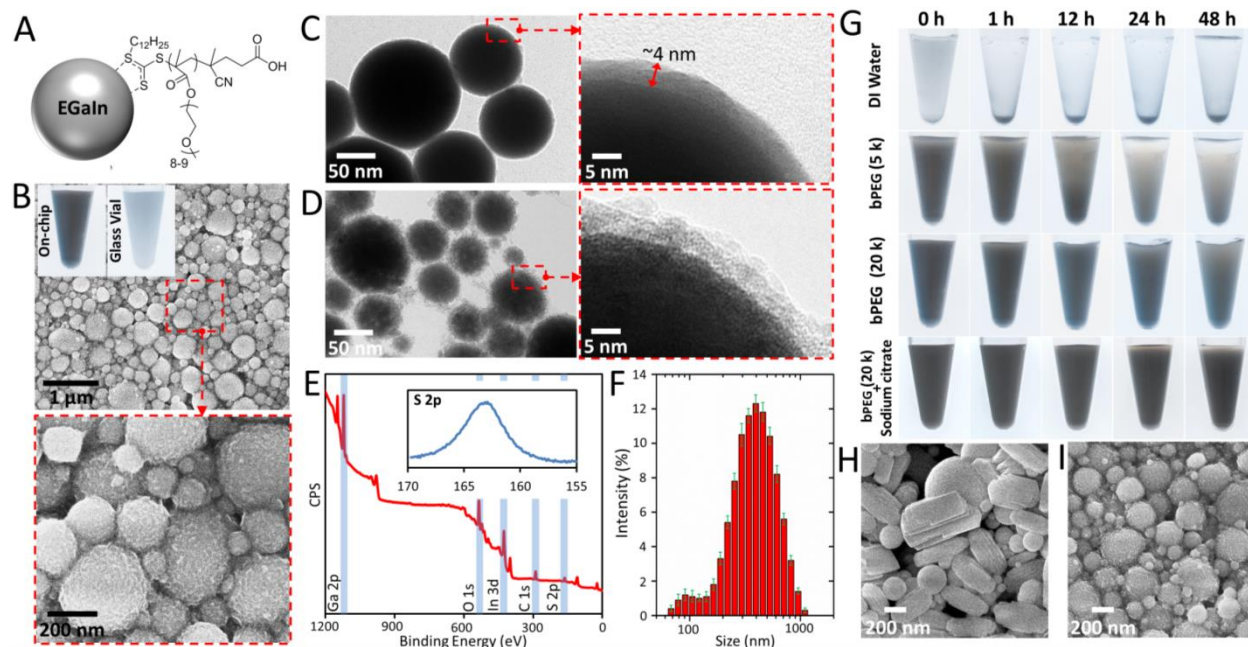 A
C₁₂H₂₅
S
S
S
CN
O
OH
O
O
O
8-9
EGaIn
B
On-chip
Glass Vial
1 µm
200 nm
C
50 nm
~4 nm
5 nm
D
50 nm
5 nm
E
S 2p
170 165 160 155
CPS
Ga 2p
O 1s
In 3d
C 1s
S 2p
1200 900 600 300 0
Binding Energy (eV)
F
14
12
10
8
6
4
2
0
Intensity (%)
100 1000
Size (nm)
G
0 h 1 h 12 h 24 h 48 h
DI Water
bPEG (5 k)
bPEG (20 k)
bPEG (20 k)
+
Sodium citrate
H
200 nm
I
200 nm